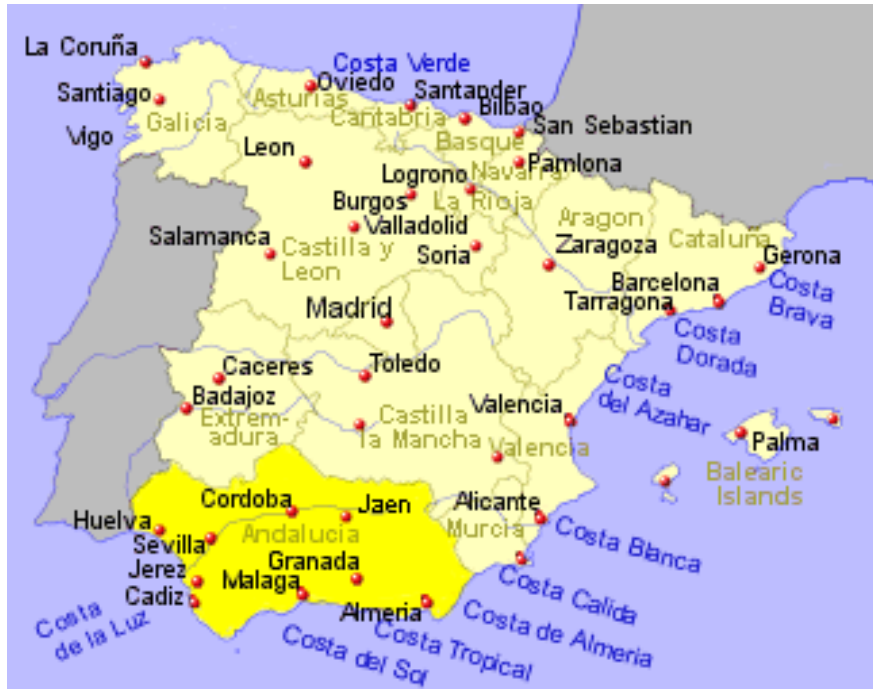 La Coruña
Costa Verde
Oviedo
Santander
Santiago
Asturias
Cantabria
Bilbao
Galicia
San Sebastian
Vigo
Basque
Leon
Pamlona
Navarra
Logrono
Burgos
La Rioja
Aragon
Valladolid
Salamanca
Castilla y
Leon
Soria
Zaragoza
Cataluña
Gerona
Barcelona
Tarragona
Costa
Brava
Madrid
Costa
Dorada
Caceres
Toledo
Costa
del Azahar
Badajoz
Valencia
Extrem-
adura
Castilla
la Mancha
Valencia
Palma
Balearic
Islands
Cordoba
Jaen
Alicante
Huelva
Andalucia
Murcia
Sevilla
Costa Blanca
Jerez
Granada
Malaga
Cadiz
Almeria
Costa Calida
Costa
de la Luz
Costa del Sol
Costa Tropical
Costa de Almeria